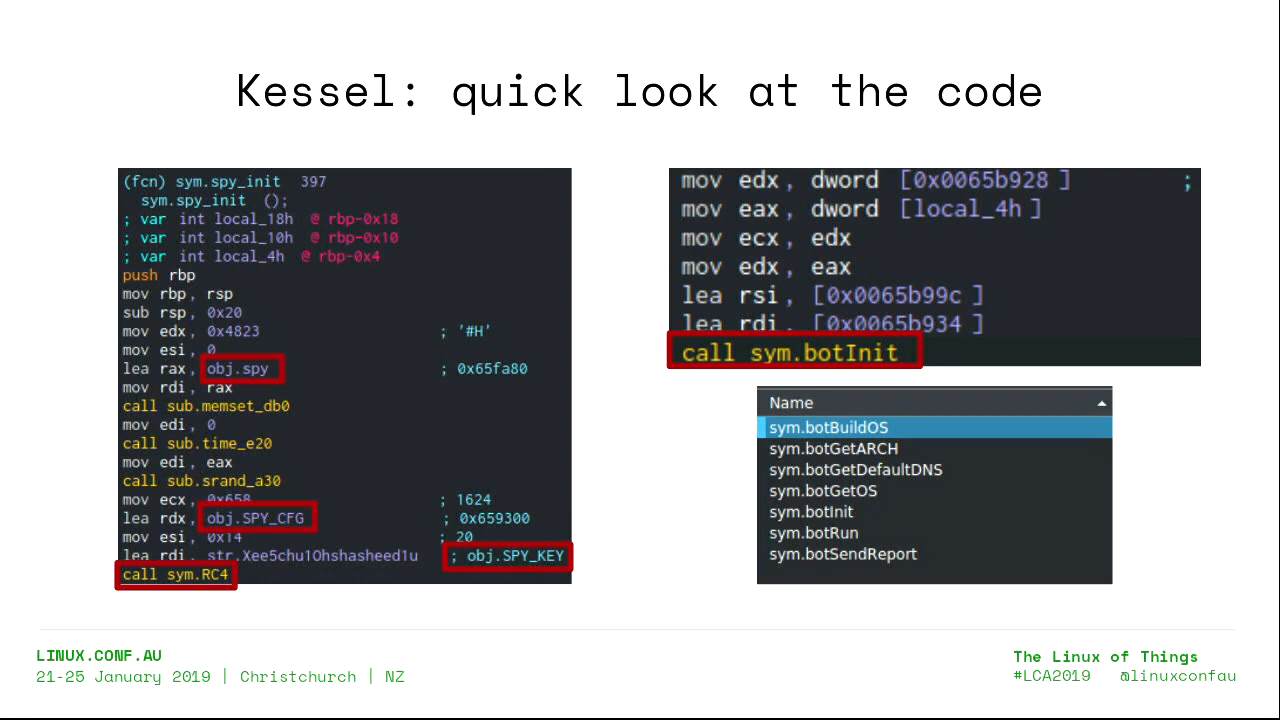 Kessel: quick look at the code
(fcn) sym.spy_init 397
sym.spy_init ();
; var int local_18h @ rbp-0x18
; var int local_10h @ rbp-0x10
; var int local_4h @ rbp-0x4
push rbp
mov rbp, rsp
sub rsp, 0x20
mov edx, 0x4823 ; '#H'
mov esi, 0
lea rax, obj.spy ; 0x65fa80
mov rdi, rax
call sub.memset_db0
mov edi, 0
call sub.time_e20
mov edi, eax
call sub.srand_a30
mov ecx, 0x658 ; 1624
lea rdx, obj.SPY_CFG ; 0x659300
mov esi, 0x14 ; 20
lea rdi, str.Xee5chu1Ohshasheed1u ; obj.SPY_KEY
call sym.RC4
mov edx, dword [0x0065b928 ] ;
mov eax, dword [local_4h ]
mov ecx, edx
mov edx, eax
lea rsi, [0x0065b99c ]
lea rdi, [0x0065b934 ]
call sym.botInit
Name
sym.botBuildOS
sym.botGetARCH
sym.botGetDefaultDNS
sym.botGetOS
sym.botInit
sym.botRun
sym.botSendReport
LINUX.CONF.AU
21-25 January 2019 | Christchurch | NZ
The Linux of Things
#LCA2019 @linuxconfau